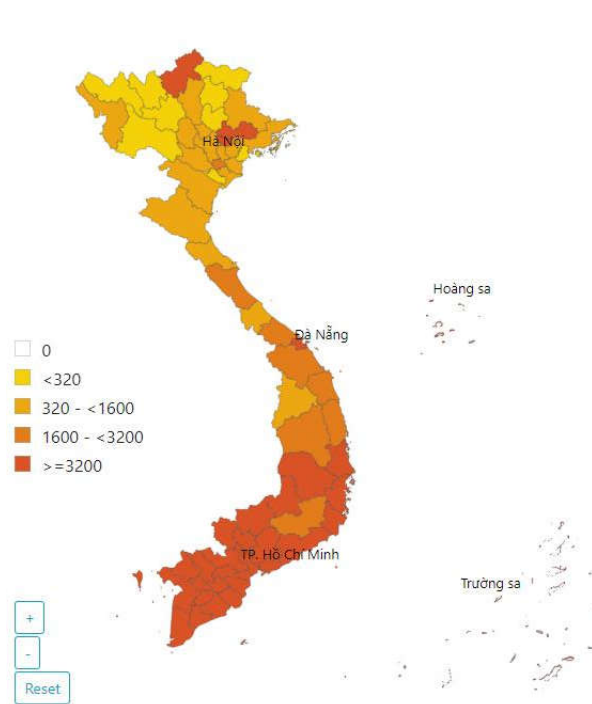 Hà Nội
Hoàng sa
Đà Nẵng
0
<320
320 - <1600
1600 - <3200
>=3200
TP. Hồ Chí Minh
Trường sa
+
-
Reset